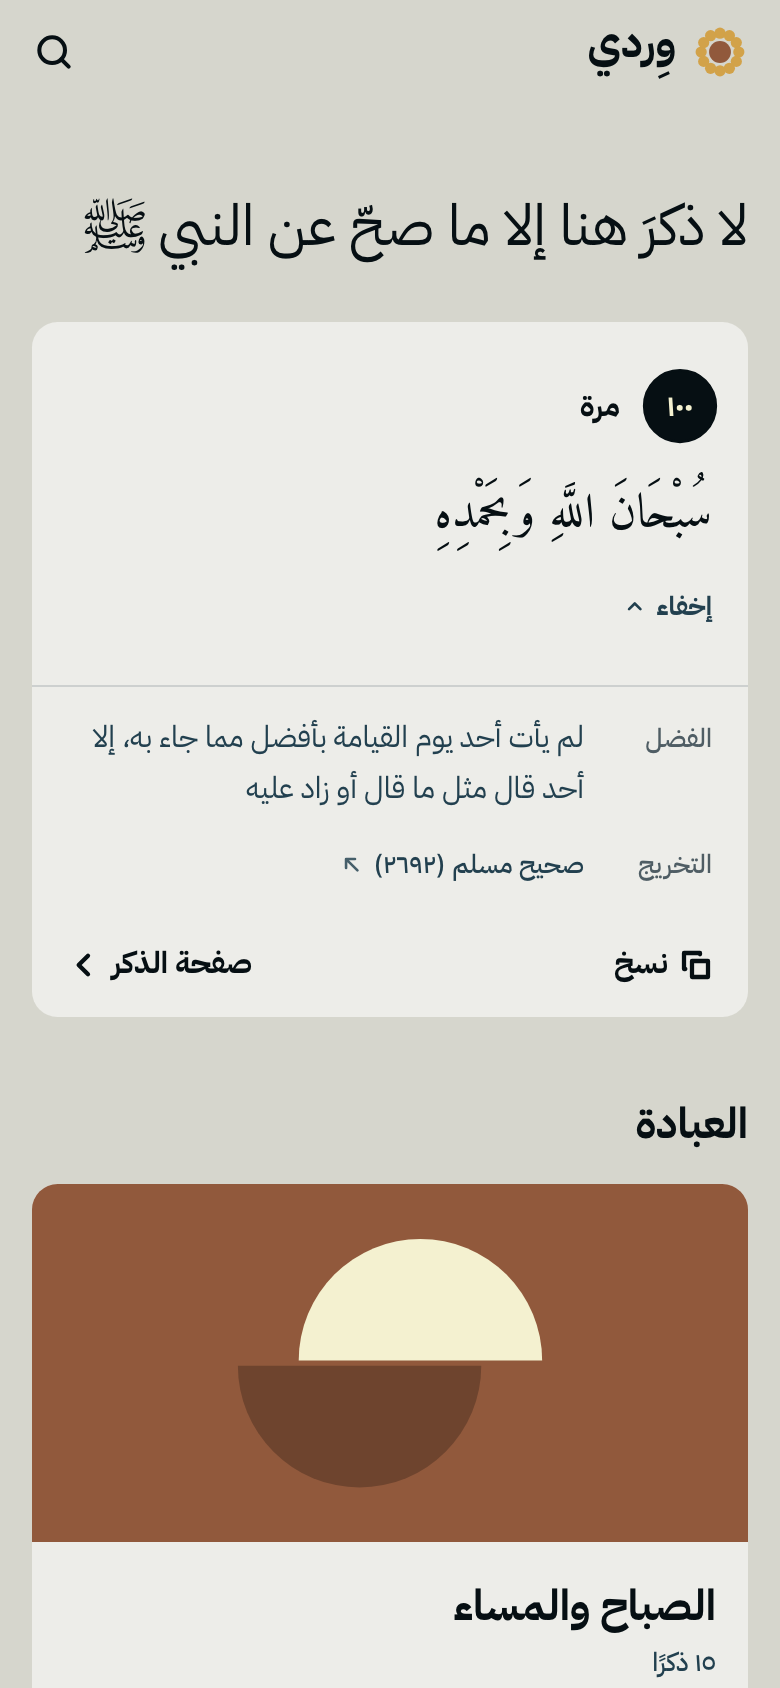 وِردي
لا ذكرَ هنا إلا ما صحّ عن النبي ﷺ
١٠٠ مرة
سُبْحَانَ اللَّهِ وَبِحَمْدِهِ
إخفاء
الفضل لم يأت أحد يوم القيامة بأفضل مما جاء به، إلا
أحد قال مثل ما قال أو زاد عليه
التخريج صحيح مسلم (٢٦٩٢)
نسخ صفحة الذكر
العبادة
الصباح والمساء
١٥ ذكرًا